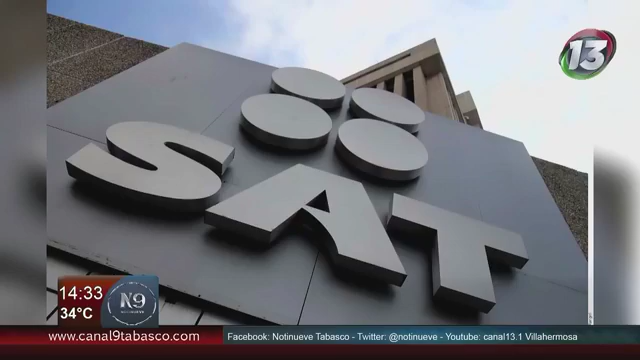 13
SAT
14:33
34°C
N9
www.canal9tabasco.com
Facebook: Notinueve Tabasco - Twitter: @notinueve - Youtube: canal13.1 Villahermosa